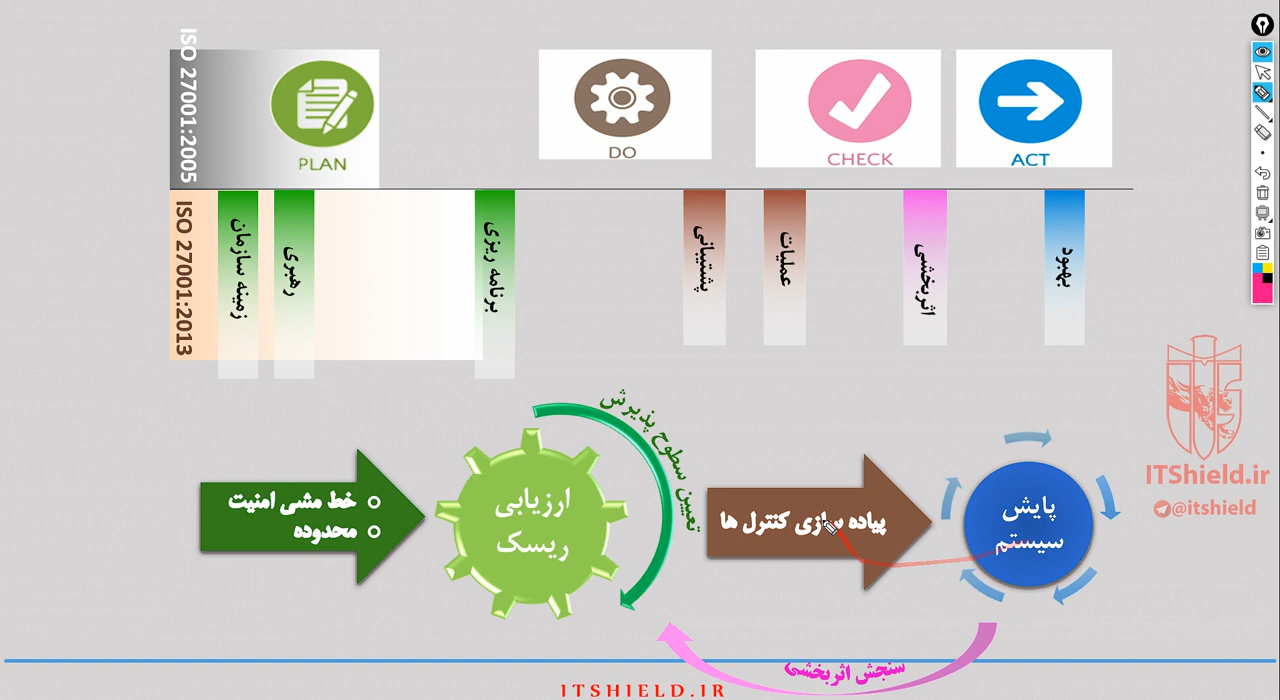 ISO 27001:2005
PLAN
DO
CHECK
ACT
ISO 27001:2013
زمینه سازمان
رهبری
برنامه ریزی
پشتیبانی
عملیات
اثربخشی
بهبود
خط مشی امنیت
محدوده
ارزیابی
ریسک
تعیین سطوح پذیرش
پیاده سازی کنترل ها
پایش
سیستم
سنجش اثربخشی
ITShield.ir
@itshield
ITSHIELD.IR